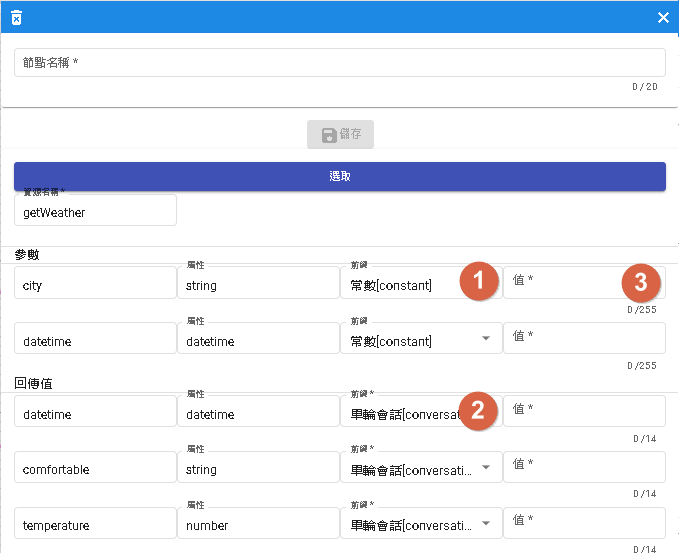 節點名稱 *
0 / 20
儲存
選取
資源名稱 *
getWeather
參數
屬性 前綴
city string 常數[constant] 1 值 * 3
0 / 255
屬性 前綴
datetime datetime 常數[constant] 值 *
0 / 255
回傳值
屬性 前綴 *
datetime datetime 單輪會話[conversati 2 值 *
0 / 14
屬性 前綴 *
comfortable string 單輪會話[conversati... 值 *
0 / 14
屬性 前綴 *
temperature number 單輪會話[conversati... 值 *
0 / 14